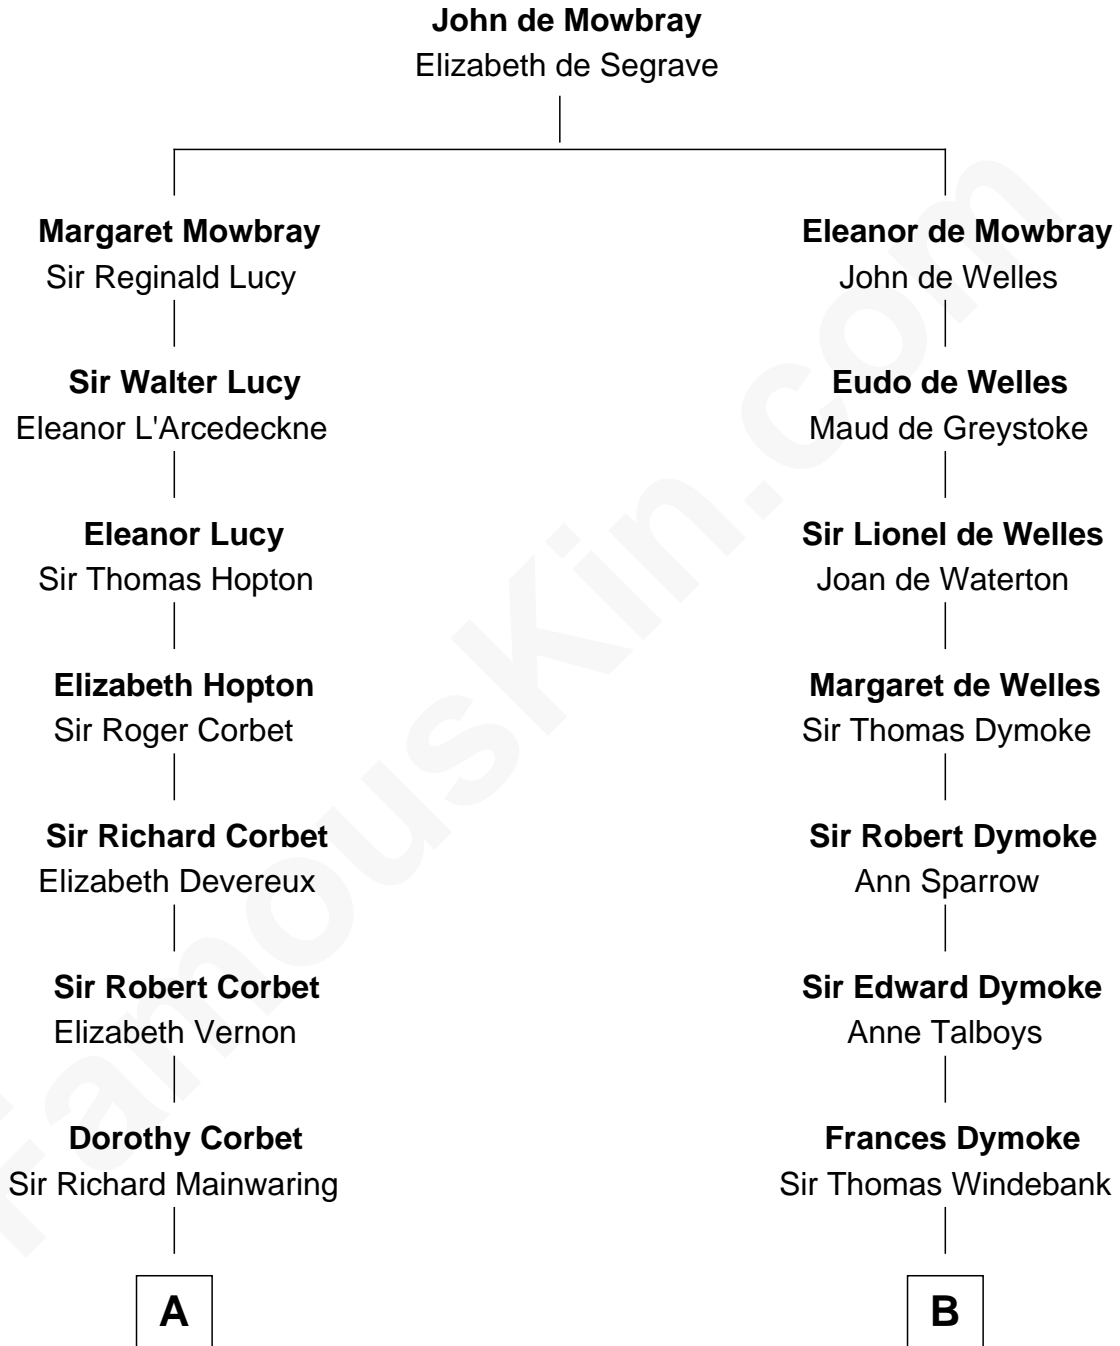 John de Mowbray
Elizabeth de Segrave
Margaret Mowbray
Sir Reginald Lucy
Eleanor de Mowbray
John de Welles
Sir Walter Lucy
Eleanor L'Arcedeckne
Eudo de Welles
Maud de Greystoke
Eleanor Lucy
Sir Thomas Hopton
Sir Lionel de Welles
Joan de Waterton
Elizabeth Hopton
Sir Roger Corbet
Margaret de Welles
Sir Thomas Dymoke
Sir Richard Corbet
Elizabeth Devereux
Sir Robert Dymoke
Ann Sparrow
Sir Robert Corbet
Elizabeth Vernon
Sir Edward Dymoke
Anne Talboys
Dorothy Corbet
Sir Richard Mainwaring
Frances Dymoke
Sir Thomas Windebank
A
B
FamousKin.com